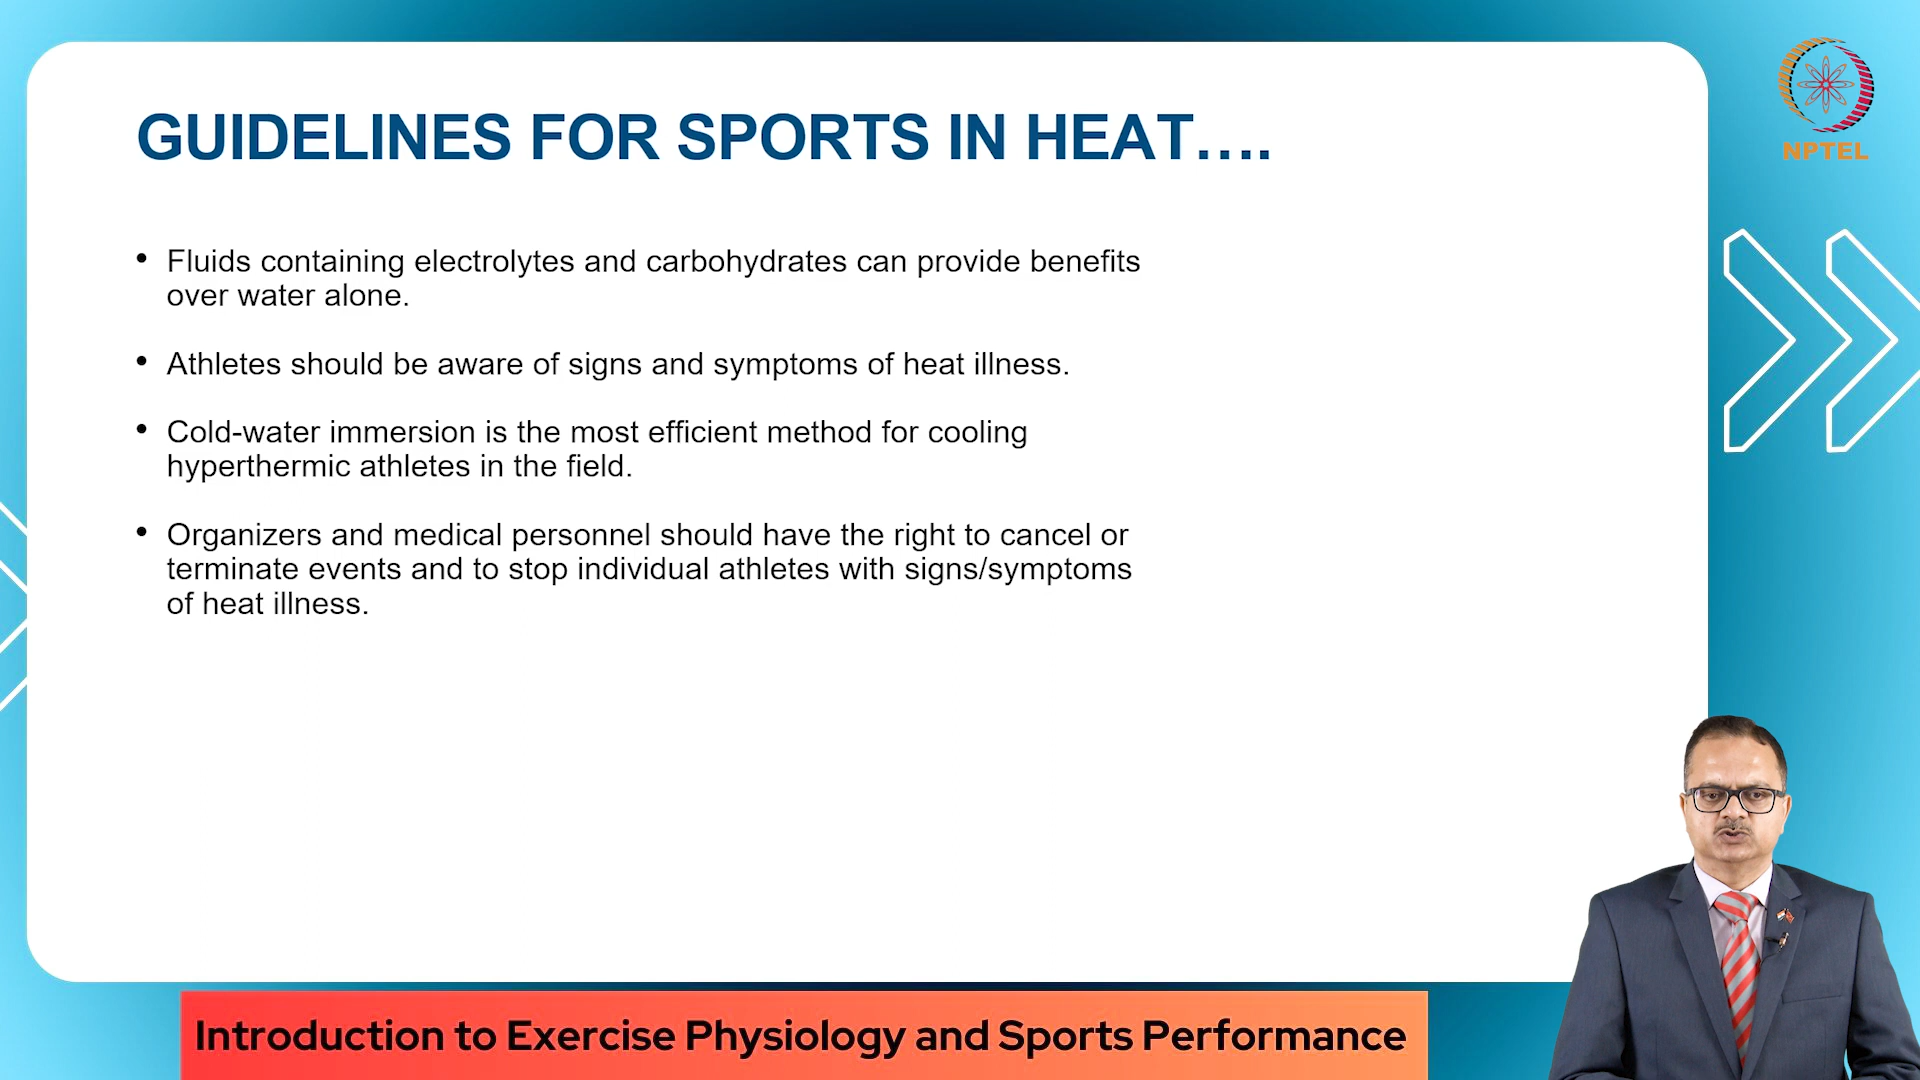 GUIDELINES FOR SPORTS IN HEAT....
NPTEL
• Fluids containing electrolytes and carbohydrates can provide benefits
over water alone.
• Athletes should be aware of signs and symptoms of heat illness.
• Cold-water immersion is the most efficient method for cooling
hyperthermic athletes in the field.
• Organizers and medical personnel should have the right to cancel or
terminate events and to stop individual athletes with signs/symptoms
of heat illness.
Introduction to Exercise Physiology and Sports Performance